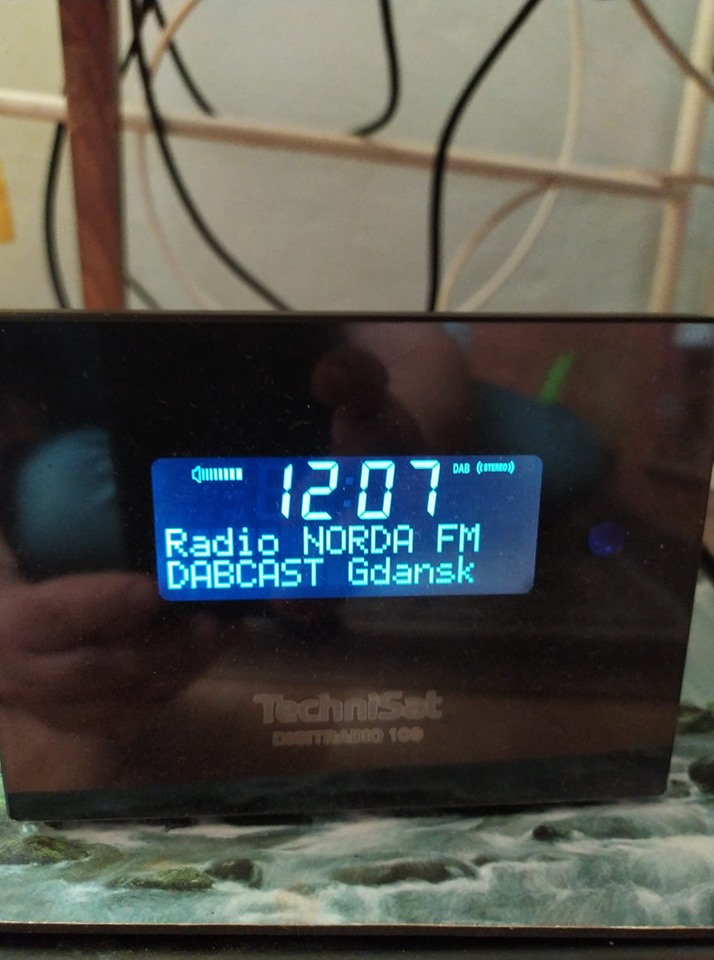 12:07 DAB ((STEREO))
Radio NORDA FM
DABCAST Gdansk
TechniSat
DIGITRADIO 100